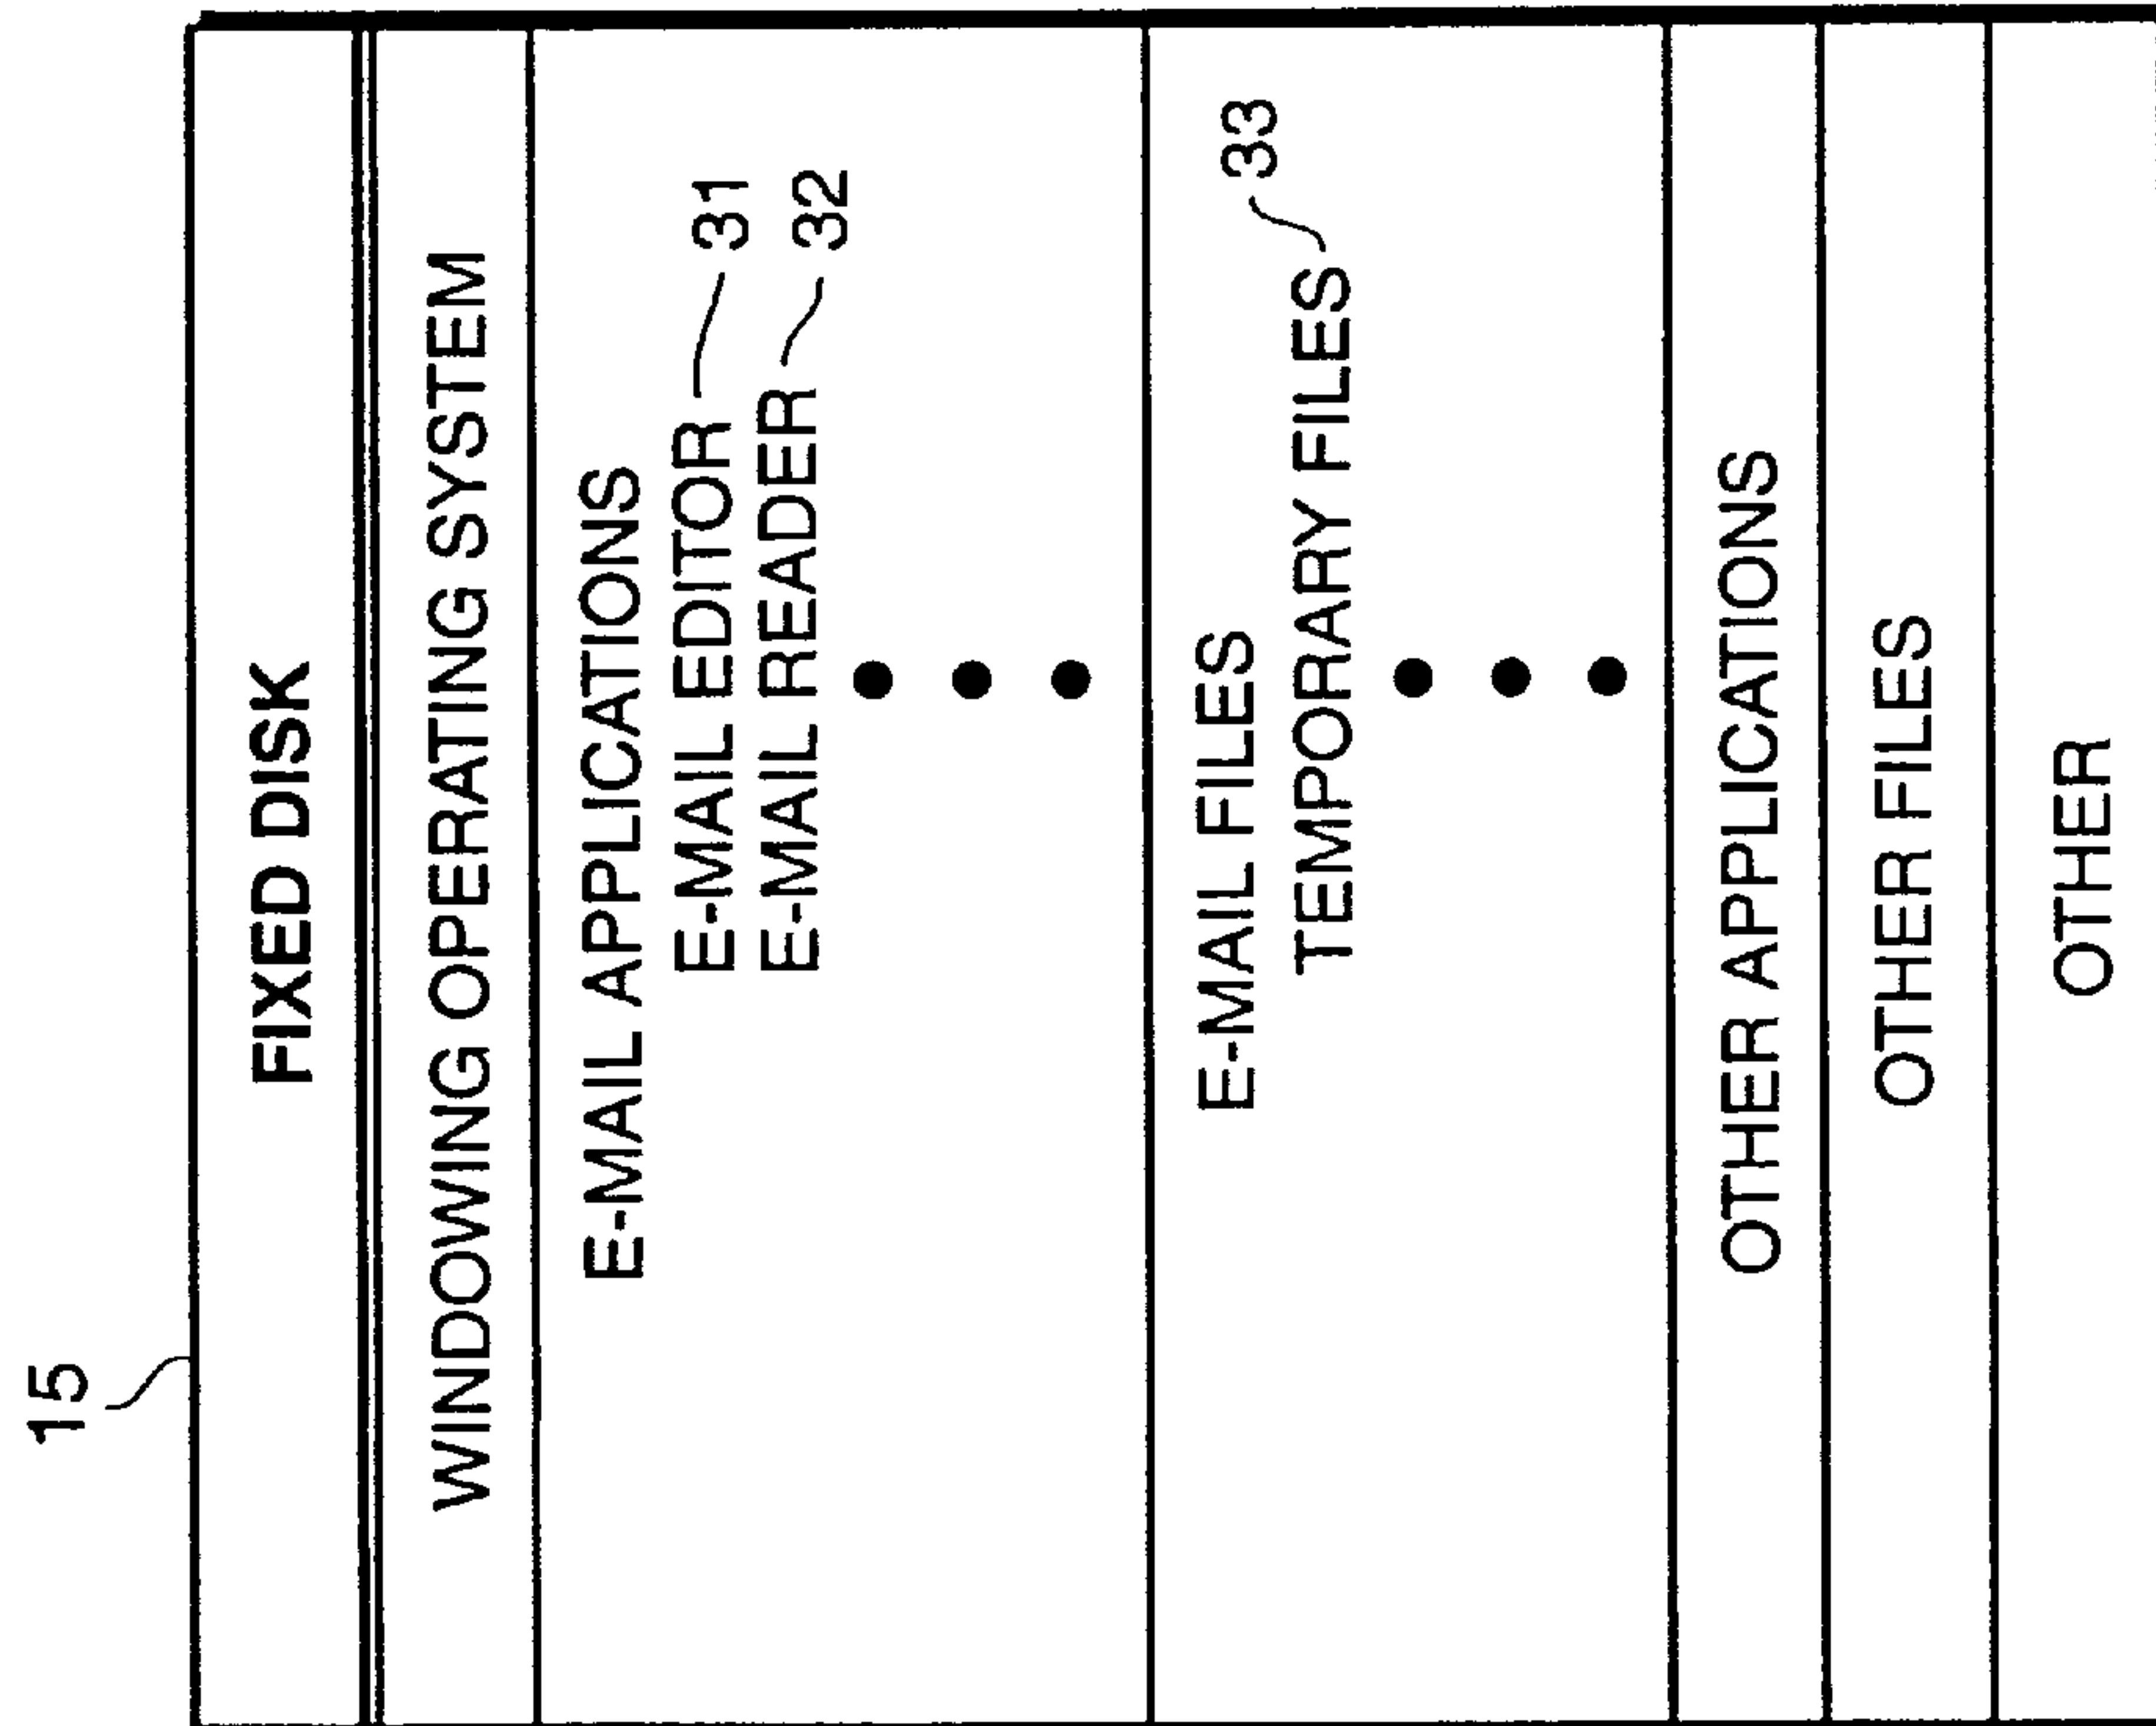 15
FIXED DISK
WINDOWING OPERATING SYSTEM
E-MAIL APPLICATIONS
E-MAIL EDITOR 31
E-MAIL READER 32
E-MAIL FILES
TEMPORARY FILES 33
OTHER APPLICATIONS
OTHER FILES
OTHER